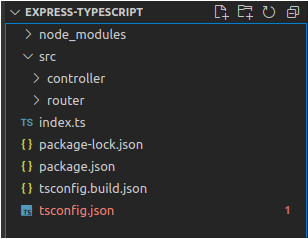 EXPRESS-TYPESCRIPT
node_modules
src
controller
router
TS index.ts
{} package-lock.json
{} package.json
{} tsconfig.build.json
TS tsconfig.json 1